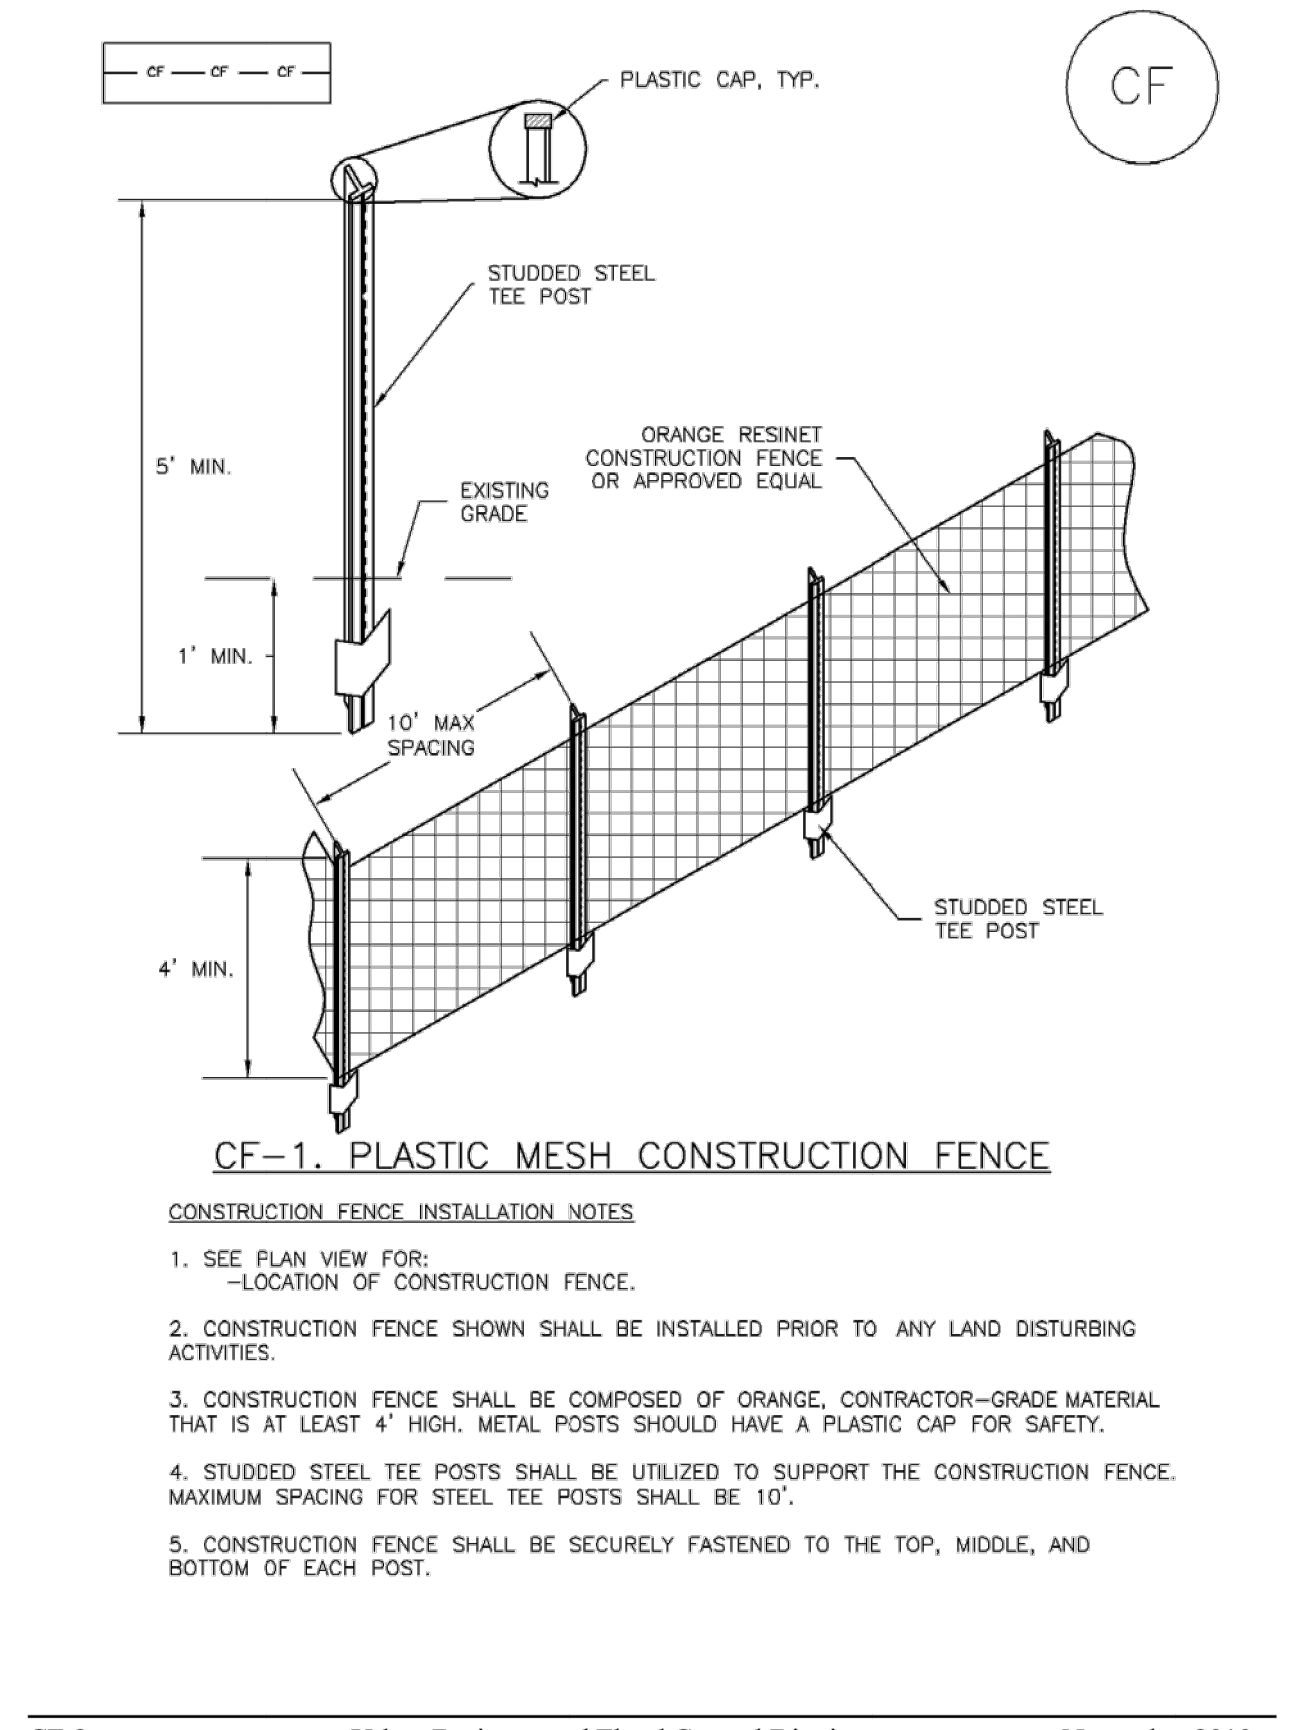 CF CF CF
PLASTIC CAP, TYP.
CF
STUDDED STEEL
TEE POST
ORANGE RESINET
CONSTRUCTION FENCE
OR APPROVED EQUAL
5' MIN.
EXISTING
GRADE
1' MIN.
10' MAX
SPACING
STUDDED STEEL
TEE POST
4' MIN.
CF-1. PLASTIC MESH CONSTRUCTION FENCE
CONSTRUCTION FENCE INSTALLATION NOTES
1. SEE PLAN VIEW FOR:
-LOCATION OF CONSTRUCTION FENCE.
2. CONSTRUCTION FENCE SHOWN SHALL BE INSTALLED PRIOR TO ANY LAND DISTURBING
ACTIVITIES.
3. CONSTRUCTION FENCE SHALL BE COMPOSED OF ORANGE, CONTRACTOR-GRADE MATERIAL
THAT IS AT LEAST 4' HIGH. METAL POSTS SHOULD HAVE A PLASTIC CAP FOR SAFETY.
4. STUDDED STEEL TEE POSTS SHALL BE UTILIZED TO SUPPORT THE CONSTRUCTION FENCE.
MAXIMUM SPACING FOR STEEL TEE POSTS SHALL BE 10'.
5. CONSTRUCTION FENCE SHALL BE SECURELY FASTENED TO THE TOP, MIDDLE, AND
BOTTOM OF EACH POST.